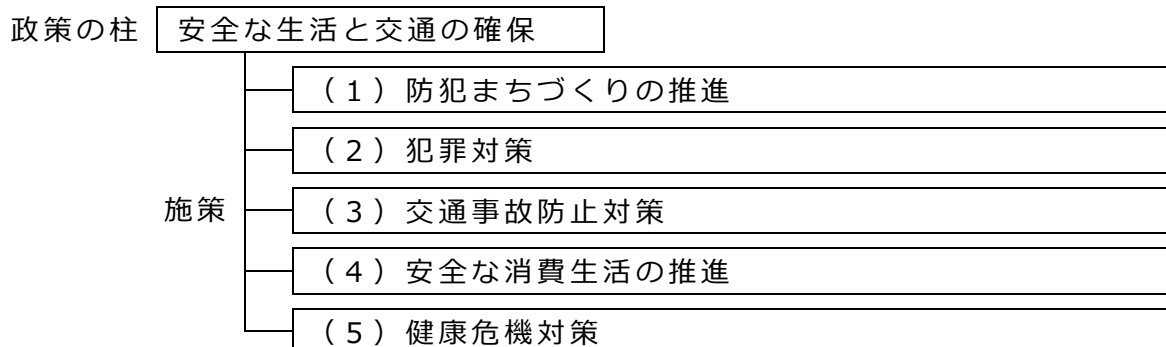 政策の柱 安全な生活と交通の確保
（１）防犯まちづくりの推進
（２）犯罪対策
施策 （３）交通事故防止対策
（４）安全な消費生活の推進
（５）健康危機対策